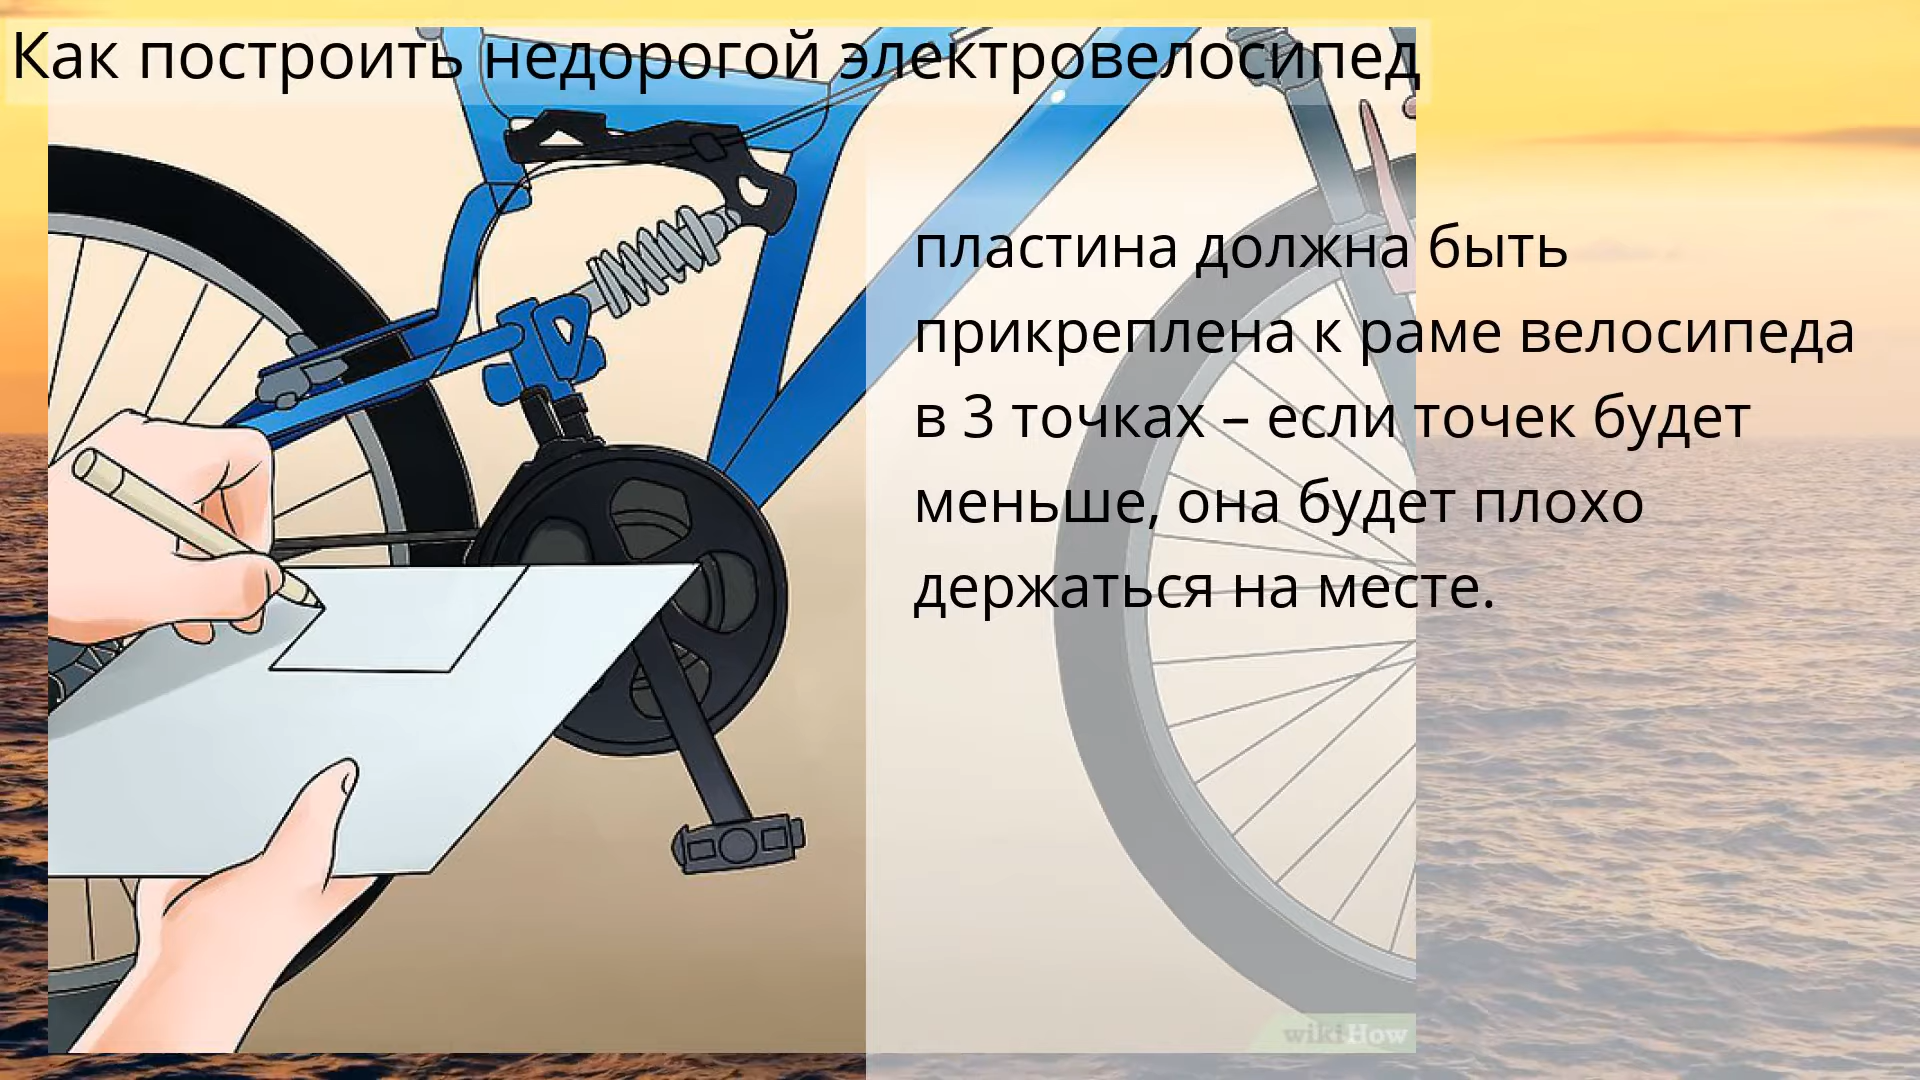 Как построить недорогой электровелосипед
пластина должна быть
прикреплена к раме велосипеда
в 3 точках – если точек будет
меньше, она будет плохо
держаться на месте.
wikiHow